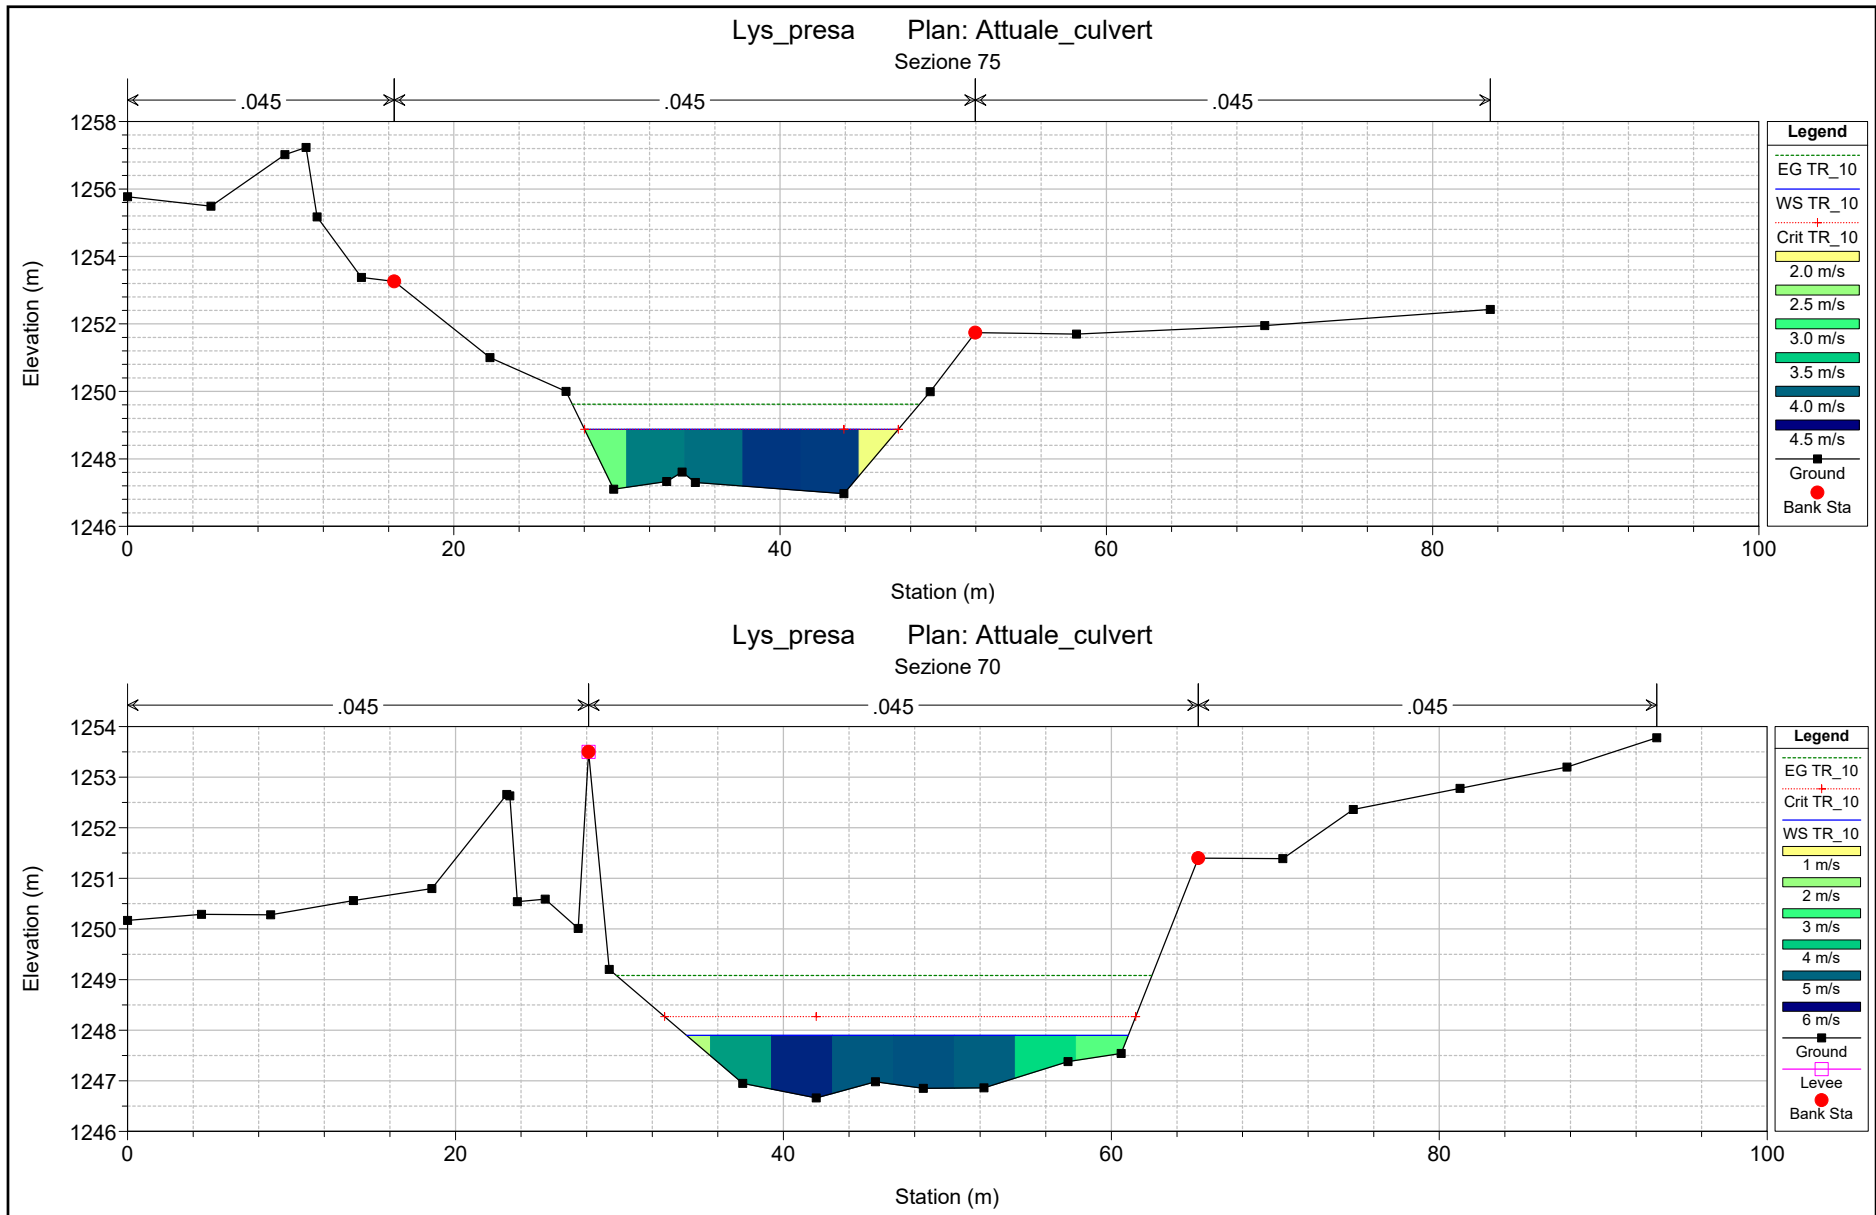 Lys_presa Plan: Attuale_culvert
Sezione 75
.045 .045 .045
1258
1256
1254
1252
1250
1248
1246
0 20 40 60 80 100
Elevation (m)
Station (m)
Legend
EG TR_10
WS TR_10
Crit TR_10
2.0 m/s
2.5 m/s
3.0 m/s
3.5 m/s
4.0 m/s
4.5 m/s
Ground
Bank Sta
Lys_presa Plan: Attuale_culvert
Sezione 70
.045 .045 .045
1254
1253
1252
1251
1250
1249
1248
1247
1246
0 20 40 60 80 100
Elevation (m)
Station (m)
Legend
EG TR_10
Crit TR_10
WS TR_10
1 m/s
2 m/s
3 m/s
4 m/s
5 m/s
6 m/s
Ground
Levee
Bank Sta